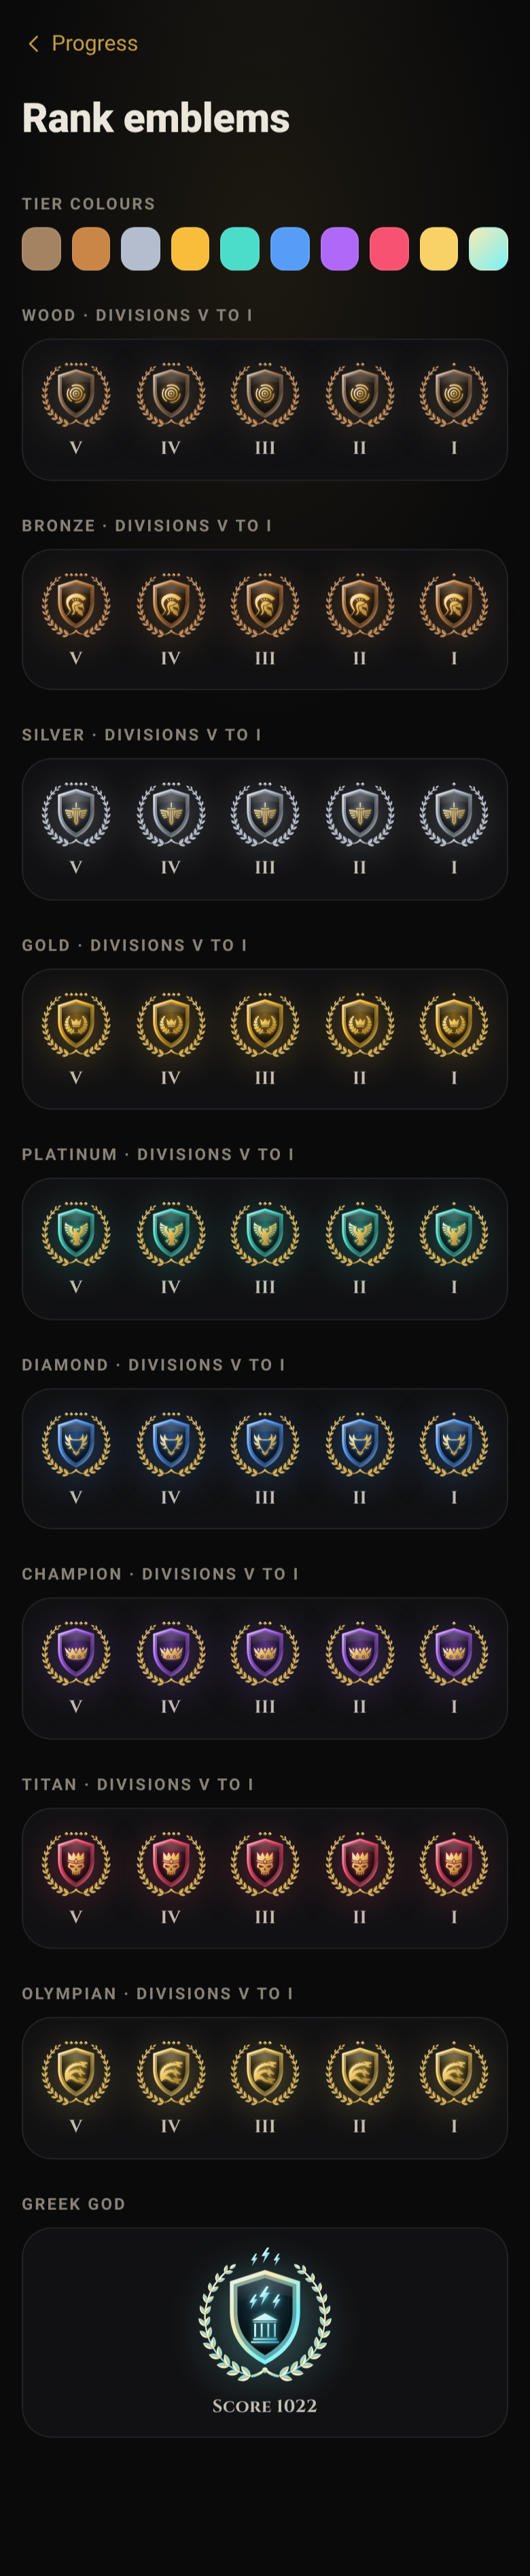 Progress
Rank emblems
TIER COLOURS
WOOD · DIVISIONS V TO I
V IV III II I
BRONZE · DIVISIONS V TO I
V IV III II I
SILVER · DIVISIONS V TO I
V IV III II I
GOLD · DIVISIONS V TO I
V IV III II I
PLATINUM · DIVISIONS V TO I
V IV III II I
DIAMOND · DIVISIONS V TO I
V IV III II I
CHAMPION · DIVISIONS V TO I
V IV III II I
TITAN · DIVISIONS V TO I
V IV III II I
OLYMPIAN · DIVISIONS V TO I
V IV III II I
GREEK GOD
SCORE 1022